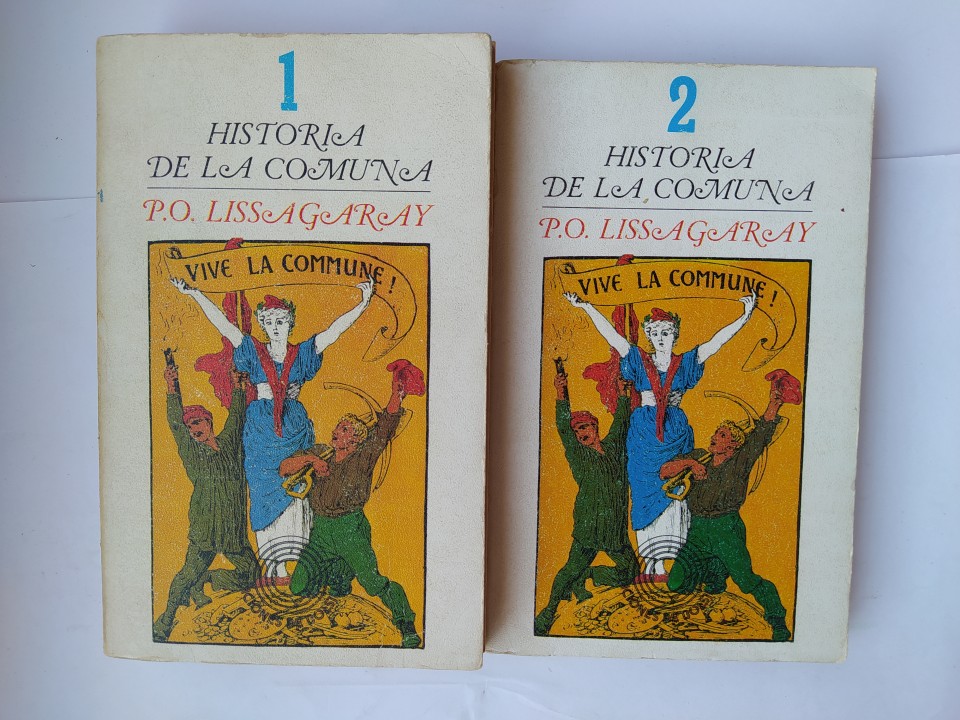 1
HISTORIA
DE LA COMUNA
P.O. LISSAGARAY
VIVE LA COMMUNE!
2
HISTORIA
DE LA COMUNA
P.O. LISSAGARAY
VIVE LA COMMUNE!